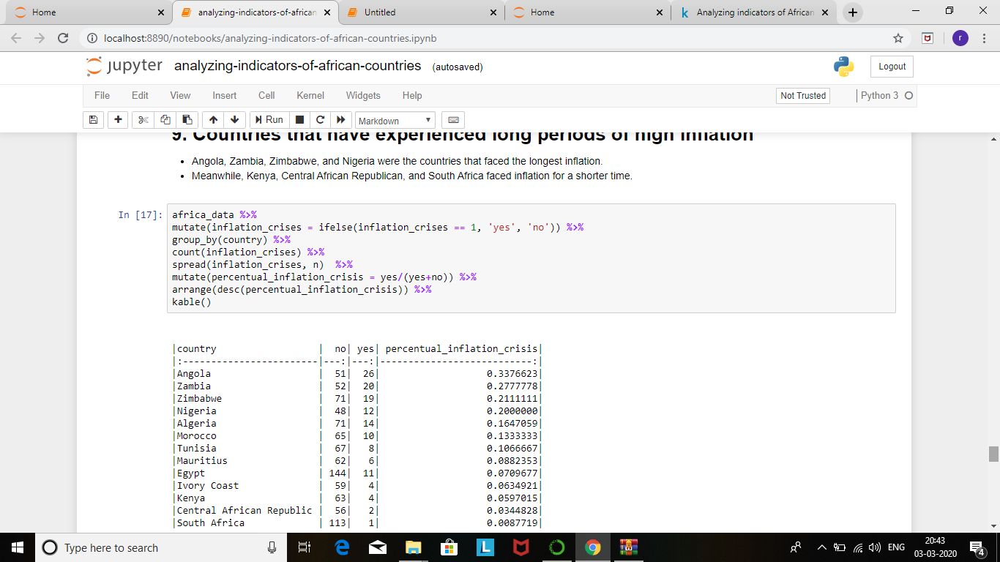 Home
analyzing-indicators-of-african
Untitled
Home
k Analyzing indicators of African
localhost:8890/notebooks/analyzing-indicators-of-african-countries.ipynb
r
jupyter analyzing-indicators-of-african-countries (autosaved)
Logout
File Edit View Insert Cell Kernel Widgets Help
Not Trusted
Python 3
Run
Markdown
9. Countries that have experienced long periods of high inflation
• Angola, Zambia, Zimbabwe, and Nigeria were the countries that faced the longest inflation.
• Meanwhile, Kenya, Central African Republican, and South Africa faced inflation for a shorter time.
In [17]: africa_data %>%
mutate(inflation_crises = ifelse(inflation_crises == 1, 'yes', 'no')) %>%
group_by(country) %>%
count(inflation_crises) %>%
spread(inflation_crises, n)  %>%
mutate(percentual_inflation_crisis = yes/(yes+no)) %>%
arrange(desc(percentual_inflation_crisis)) %>%
kable()
|country                  |  no| yes| percentual_inflation_crisis|
|:------------------------|---:|---:|---------------------------:|
|Angola                   |  51|  26|                   0.3376623|
|Zambia                   |  52|  20|                   0.2777778|
|Zimbabwe                 |  71|  19|                   0.2111111|
|Nigeria                  |  48|  12|                   0.2000000|
|Algeria                  |  71|  14|                   0.1647059|
|Morocco                  |  65|  10|                   0.1333333|
|Tunisia                  |  67|   8|                   0.1066667|
|Mauritius                |  62|   6|                   0.0882353|
|Egypt                    | 144|  11|                   0.0709677|
|Ivory Coast              |  59|   4|                   0.0634921|
|Kenya                    |  63|   4|                   0.0597015|
|Central African Republic |  56|   2|                   0.0344828|
|South Africa             | 113|   1|                   0.0087719|
Type here to search
L
ENG
20:43
03-03-2020
4